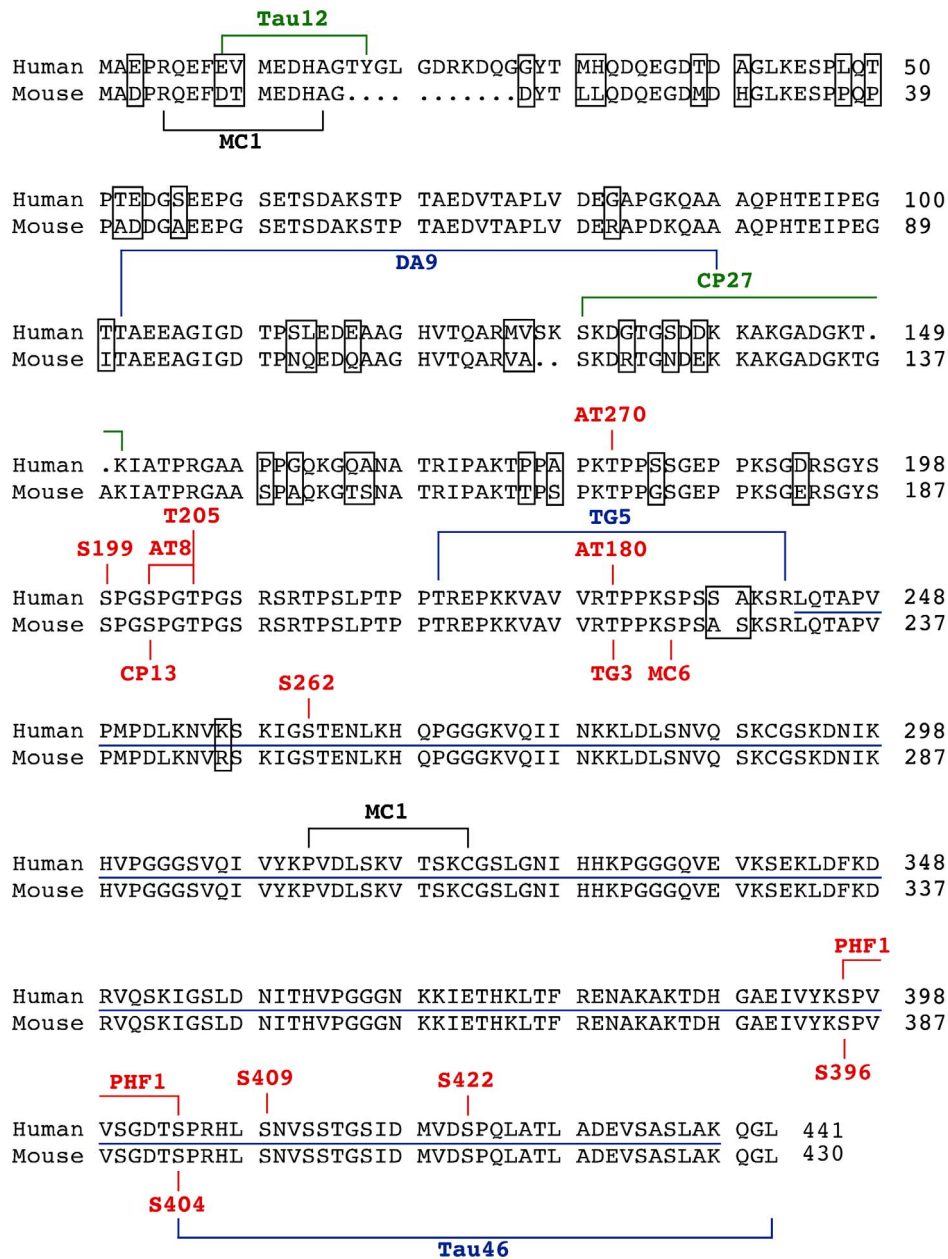 Tau12
Human MAEPRQEFEV MEDHAGTYGL GDRKDQGGYT MHQDQEGDTD AGLKESPLQT 50
Mouse MADPRQEFDT MEDHAG.... .......DYT LLQDQEGDMD HGLKESPPQP 39
MC1
Human PTEDGSEEPG SETSDAKSTP TAEDVTAPLV DEGAPGKQAA AQPHTEIPEG 100
Mouse PADDGAEEPG SETSDAKSTP TAEDVTAPLV DERAPDKQAA AQPHTEIPEG 89
DA9
CP27
Human TTAEEAGIGD TPSLEDEAAG HVTQARMVSK SKDGTGSDDK KAKGADGKT. 149
Mouse ITAEEAGIGD TPNQEDQAAG HVTQARVA.. SKDRTGNDEK KAKGADGKTG 137
AT270
Human .KIATPRGAA PPGQKGQANA TRIPAKTPPA PKTPPSSGEP PKSGDRSGYS 198
Mouse AKIATPRGAA SPAQKGTSNA TRIPAKTTPS PKTPPGSGEP PKSGERSGYS 187
T205
TG5
S199 AT8 AT180
Human SPGSPGTPGS RSRTPSLPTP PTREPKKVAV VRTPPKSPSS AKSRLQTAPV 248
Mouse SPGSPGTPGS RSRTPSLPTP PTREPKKVAV VRTPPKSPSA SKSRLQTAPV 237
CP13 TG3 MC6
S262
Human PMPDLKNVKS KIGSTENLKH QPGGGKVQII NKKLDLSNVQ SKCGSKDNIK 298
Mouse PMPDLKNVRS KIGSTENLKH QPGGGKVQII NKKLDLSNVQ SKCGSKDNIK 287
MC1
Human HVPGGGSVQI VYKPVDLSKV TSKCGSLGNI HHKPGGGQVE VKSEKLDFKD 348
Mouse HVPGGGSVQI VYKPVDLSKV TSKCGSLGNI HHKPGGGQVE VKSEKLDFKD 337
PHF1
Human RVQSKIGSLD NITHVPGGGN KKIETHKLTF RENAKAKTDH GAEIVYKSPV 398
Mouse RVQSKIGSLD NITHVPGGGN KKIETHKLTF RENAKAKTDH GAEIVYKSPV 387
S396
PHF1 S409 S422
Human VSGDTSPRHL SNVSSTGSID MVDSPQLATL ADEVSASLAK QGL 441
Mouse VSGDTSPRHL SNVSSTGSID MVDSPQLATL ADEVSASLAK QGL 430
S404
Tau46